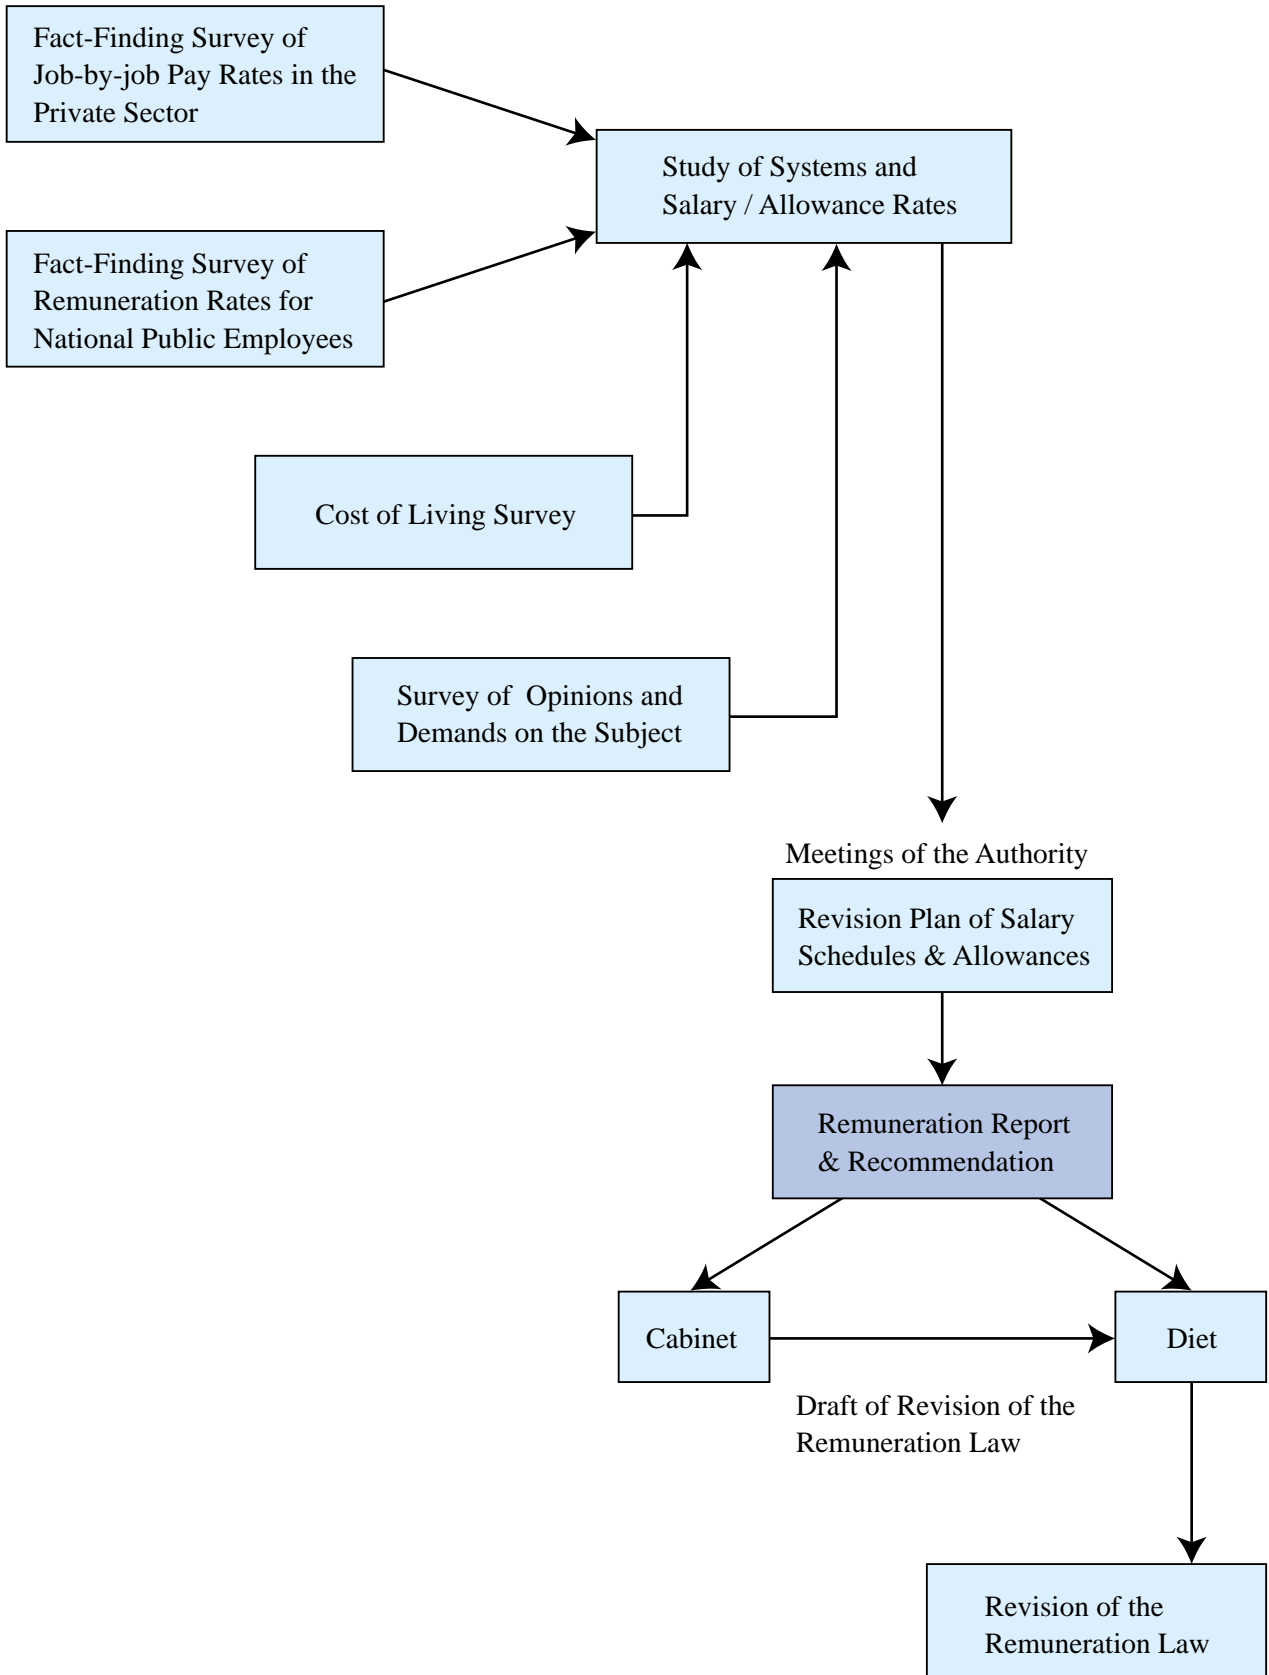 Fact-Finding Survey of
Job-by-job Pay Rates in the
Private Sector
Study of Systems and
Salary / Allowance Rates
Fact-Finding Survey of
Remuneration Rates for
National Public Employees
Cost of Living Survey
Survey of Opinions and
Demands on the Subject
Meetings of the Authority
Revision Plan of Salary
Schedules & Allowances
Remuneration Report
& Recommendation
Cabinet
Diet
Draft of Revision of the
Remuneration Law
Revision of the
Remuneration Law